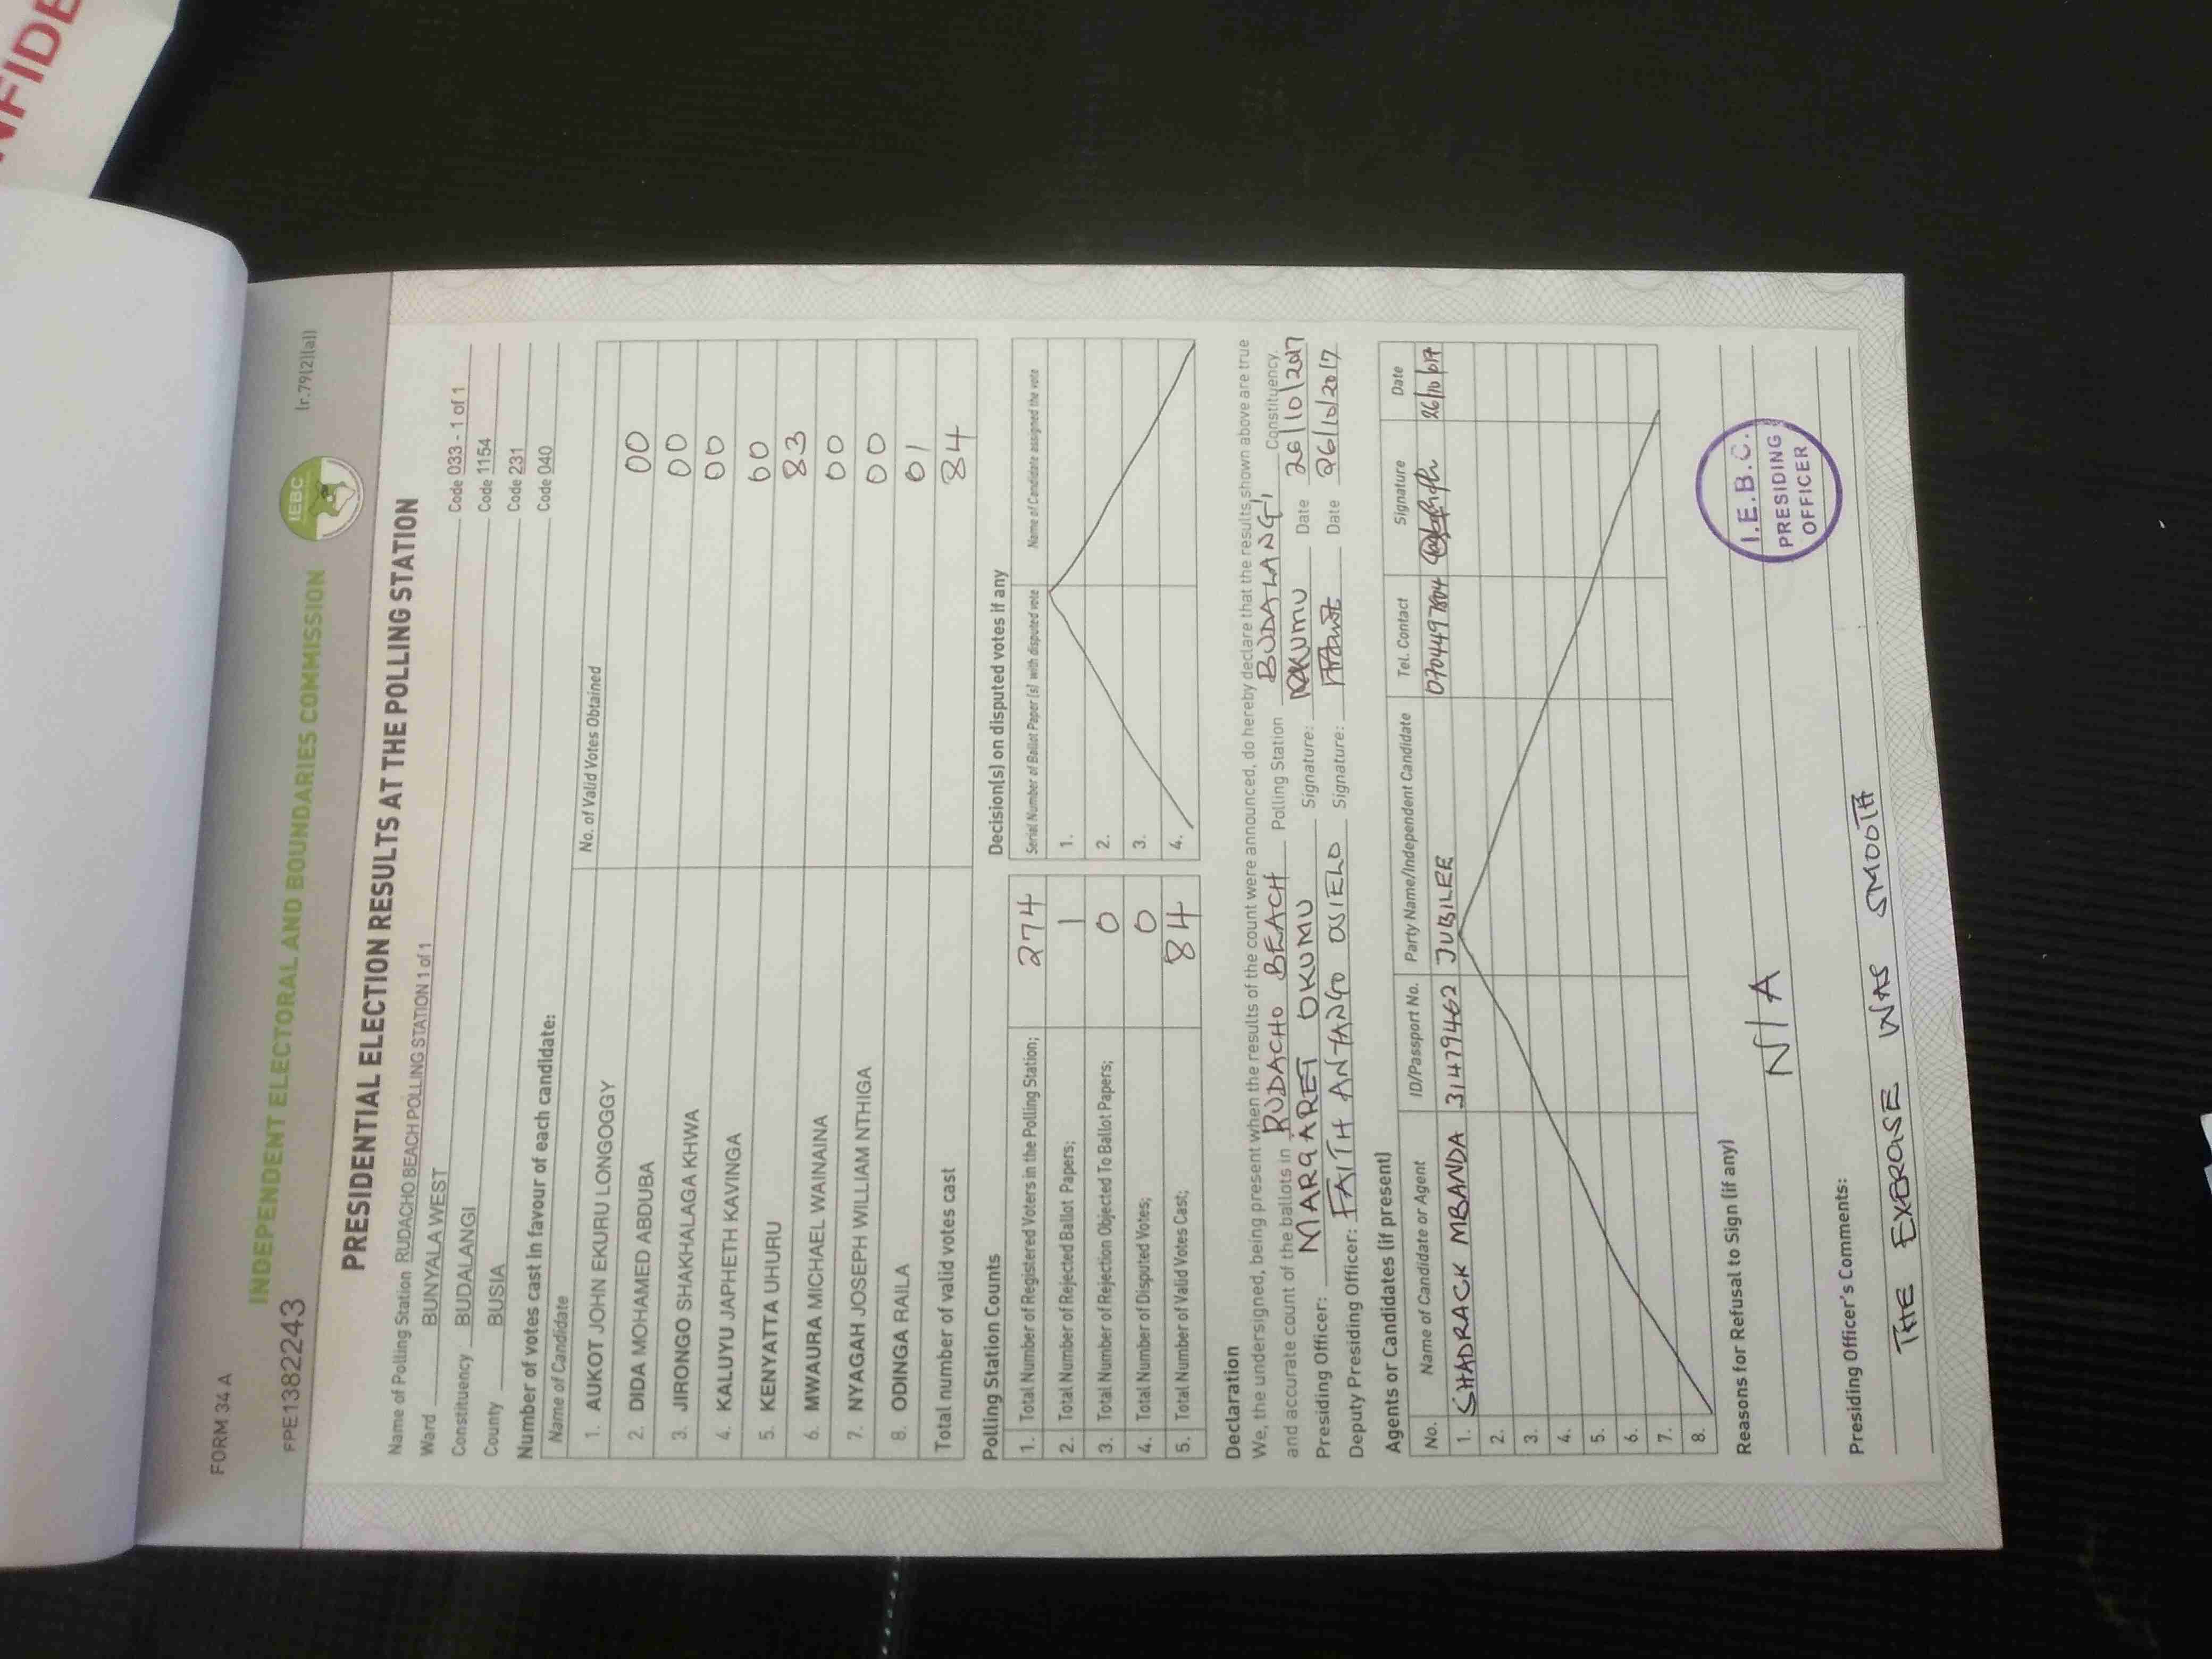 NFIDE
FORM 34 A
(r.79(2)(a))
INDEPENDENT ELECTORAL AND BOUNDARIES COMMISSION
IEBC
FPE1382243
PRESIDENTIAL ELECTION RESULTS AT THE POLLING STATION
Name of Polling Station RUDACHO BEACH POLLING STATION 1 of 1 Code 033 - 1 of 1
Ward BUNYALA WEST Code 1154
Constituency BUDALANGI Code 231
County BUSIA Code 040
Number of votes cast in favour of each candidate:
Name of Candidate No. of Valid Votes Obtained
1. AUKOT JOHN EKURU LONGOGGY 00
2. DIDA MOHAMED ABDUBA 00
3. JIRONGO SHAKHALAGA KHWA 00
4. KALUYU JAPHETH KAVINGA 00
5. KENYATTA UHURU 83
6. MWAURA MICHAEL WAINAINA 00
7. NYAGAH JOSEPH WILLIAM NTHIGA 00
8. ODINGA RAILA 01
Total number of valid votes cast 84
Polling Station Counts
1. Total Number of Registered Voters in the Polling Station; 274
2. Total Number of Rejected Ballot Papers; 1
3. Total Number of Rejection Objected To Ballot Papers; 0
4. Total Number of Disputed Votes; 0
5. Total Number of Valid Votes Cast; 84
Decision(s) on disputed votes if any
Serial Number of Ballot Paper (s) with disputed vote Name of Candidate assigned the vote
1.
2.
3.
4.
Declaration
We, the undersigned, being present when the results of the count were announced, do hereby declare that the results shown above are true
and accurate count of the ballots in RUDACHO BEACH Polling Station BUDALANGI Constituency.
Presiding Officer: MARGARET OKUMU Signature: Date 26/10/2017
Deputy Presiding Officer: FAITH ANYANGO OSIELO Signature: Date 26/10/2017
Agents or Candidates (if present)
No. Name of Candidate or Agent ID/Passport No. Party Name/Independent Candidate Tel. Contact Signature Date
1. SHADRACK MBANDA 31479462 JUBILEE
2.
3.
4.
5.
6.
7.
8.
Reasons for Refusal to Sign (if any)
N/A
I.E.B.C.
PRESIDING
OFFICER
Presiding Officer's Comments:
THE EXERCISE WAS SMOOTH